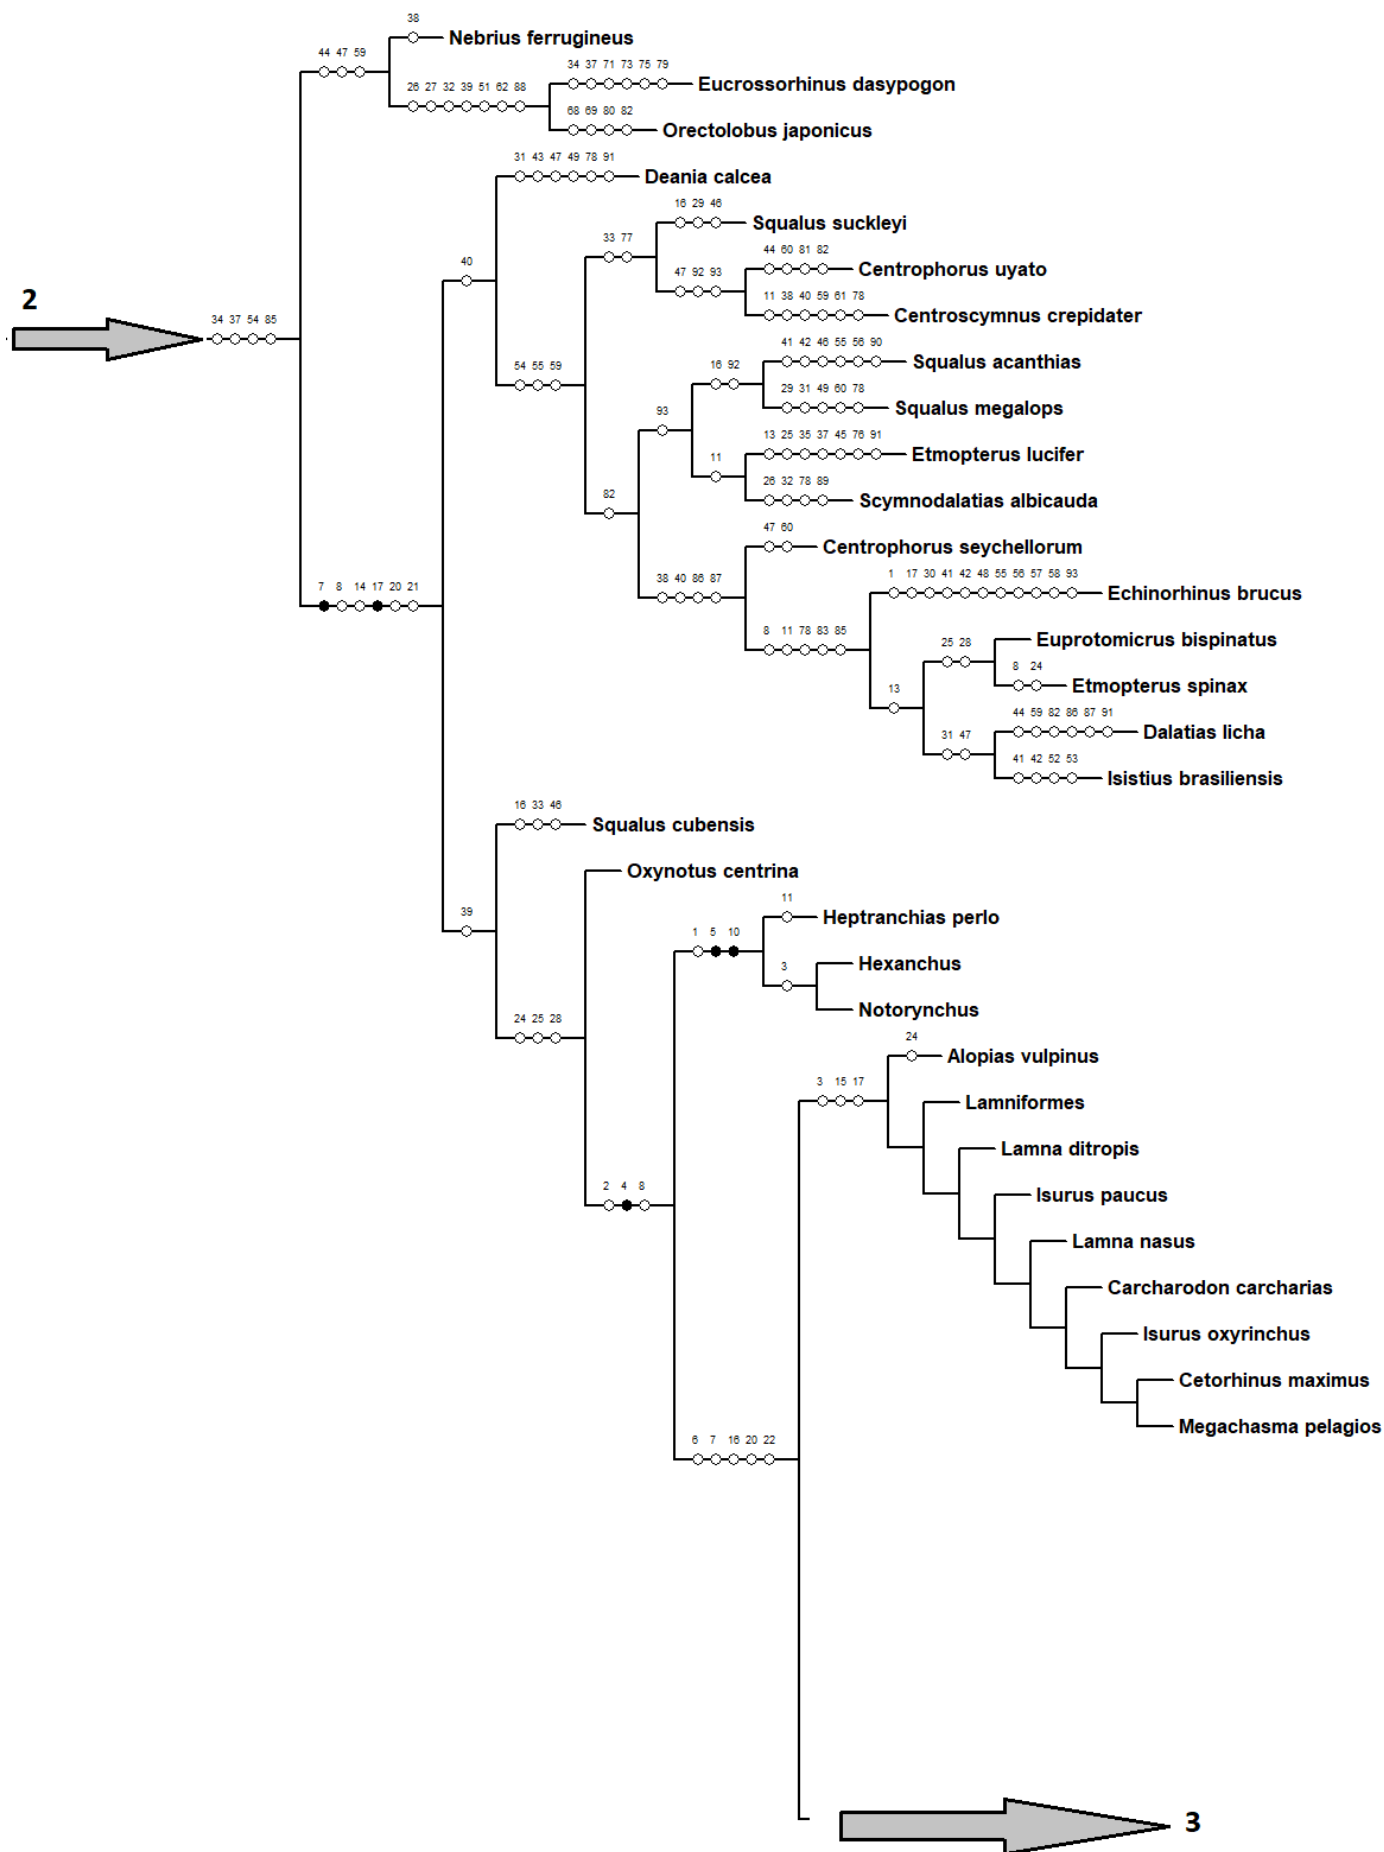 38
Nebrius ferrugineus
44 47 59
34 37 71 73 75 79
Eucrossorhinus dasypogon
26 27 32 39 51 62 88
68 69 80 82
Orectolobus japonicus
31 43 47 49 78 91
Deania calcea
16 29 46
Squalus suckleyi
33 77
44 60 81 82
Centrophorus uyato
40
47 92 93
11 38 40 59 61 78
Centroscymnus crepidater
2
34 37 54 85
41 42 46 55 56 90
Squalus acanthias
16 92
54 55 59
29 31 49 60 78
Squalus megalops
93
13 25 35 37 45 76 91
Etmopterus lucifer
11
26 32 78 89
Scymnodalatias albicauda
82
47 60
Centrophorus seychellorum
38 40 86 87
1 17 30 41 42 48 55 56 57 58 93
Echinorhinus brucus
7 8 14 17 20 21
8 11 78 83 85
25 28
Euprotomicrus bispinatus
8 24
Etmopterus spinax
13
44 59 82 86 87 91
Dalatias licha
31 47
41 42 52 53
Isistius brasiliensis
16 33 46
Squalus cubensis
Oxynotus centrina
39
11
Heptranchias perlo
1 5 10
3
Hexanchus
Notorynchus
24 25 28
24
Alopias vulpinus
3 15 17
Lamniformes
Lamna ditropis
2 4 8
Isurus paucus
Lamna nasus
Carcharodon carcharias
Isurus oxyrinchus
Cetorhinus maximus
Megachasma pelagios
6 7 16 20 22
3